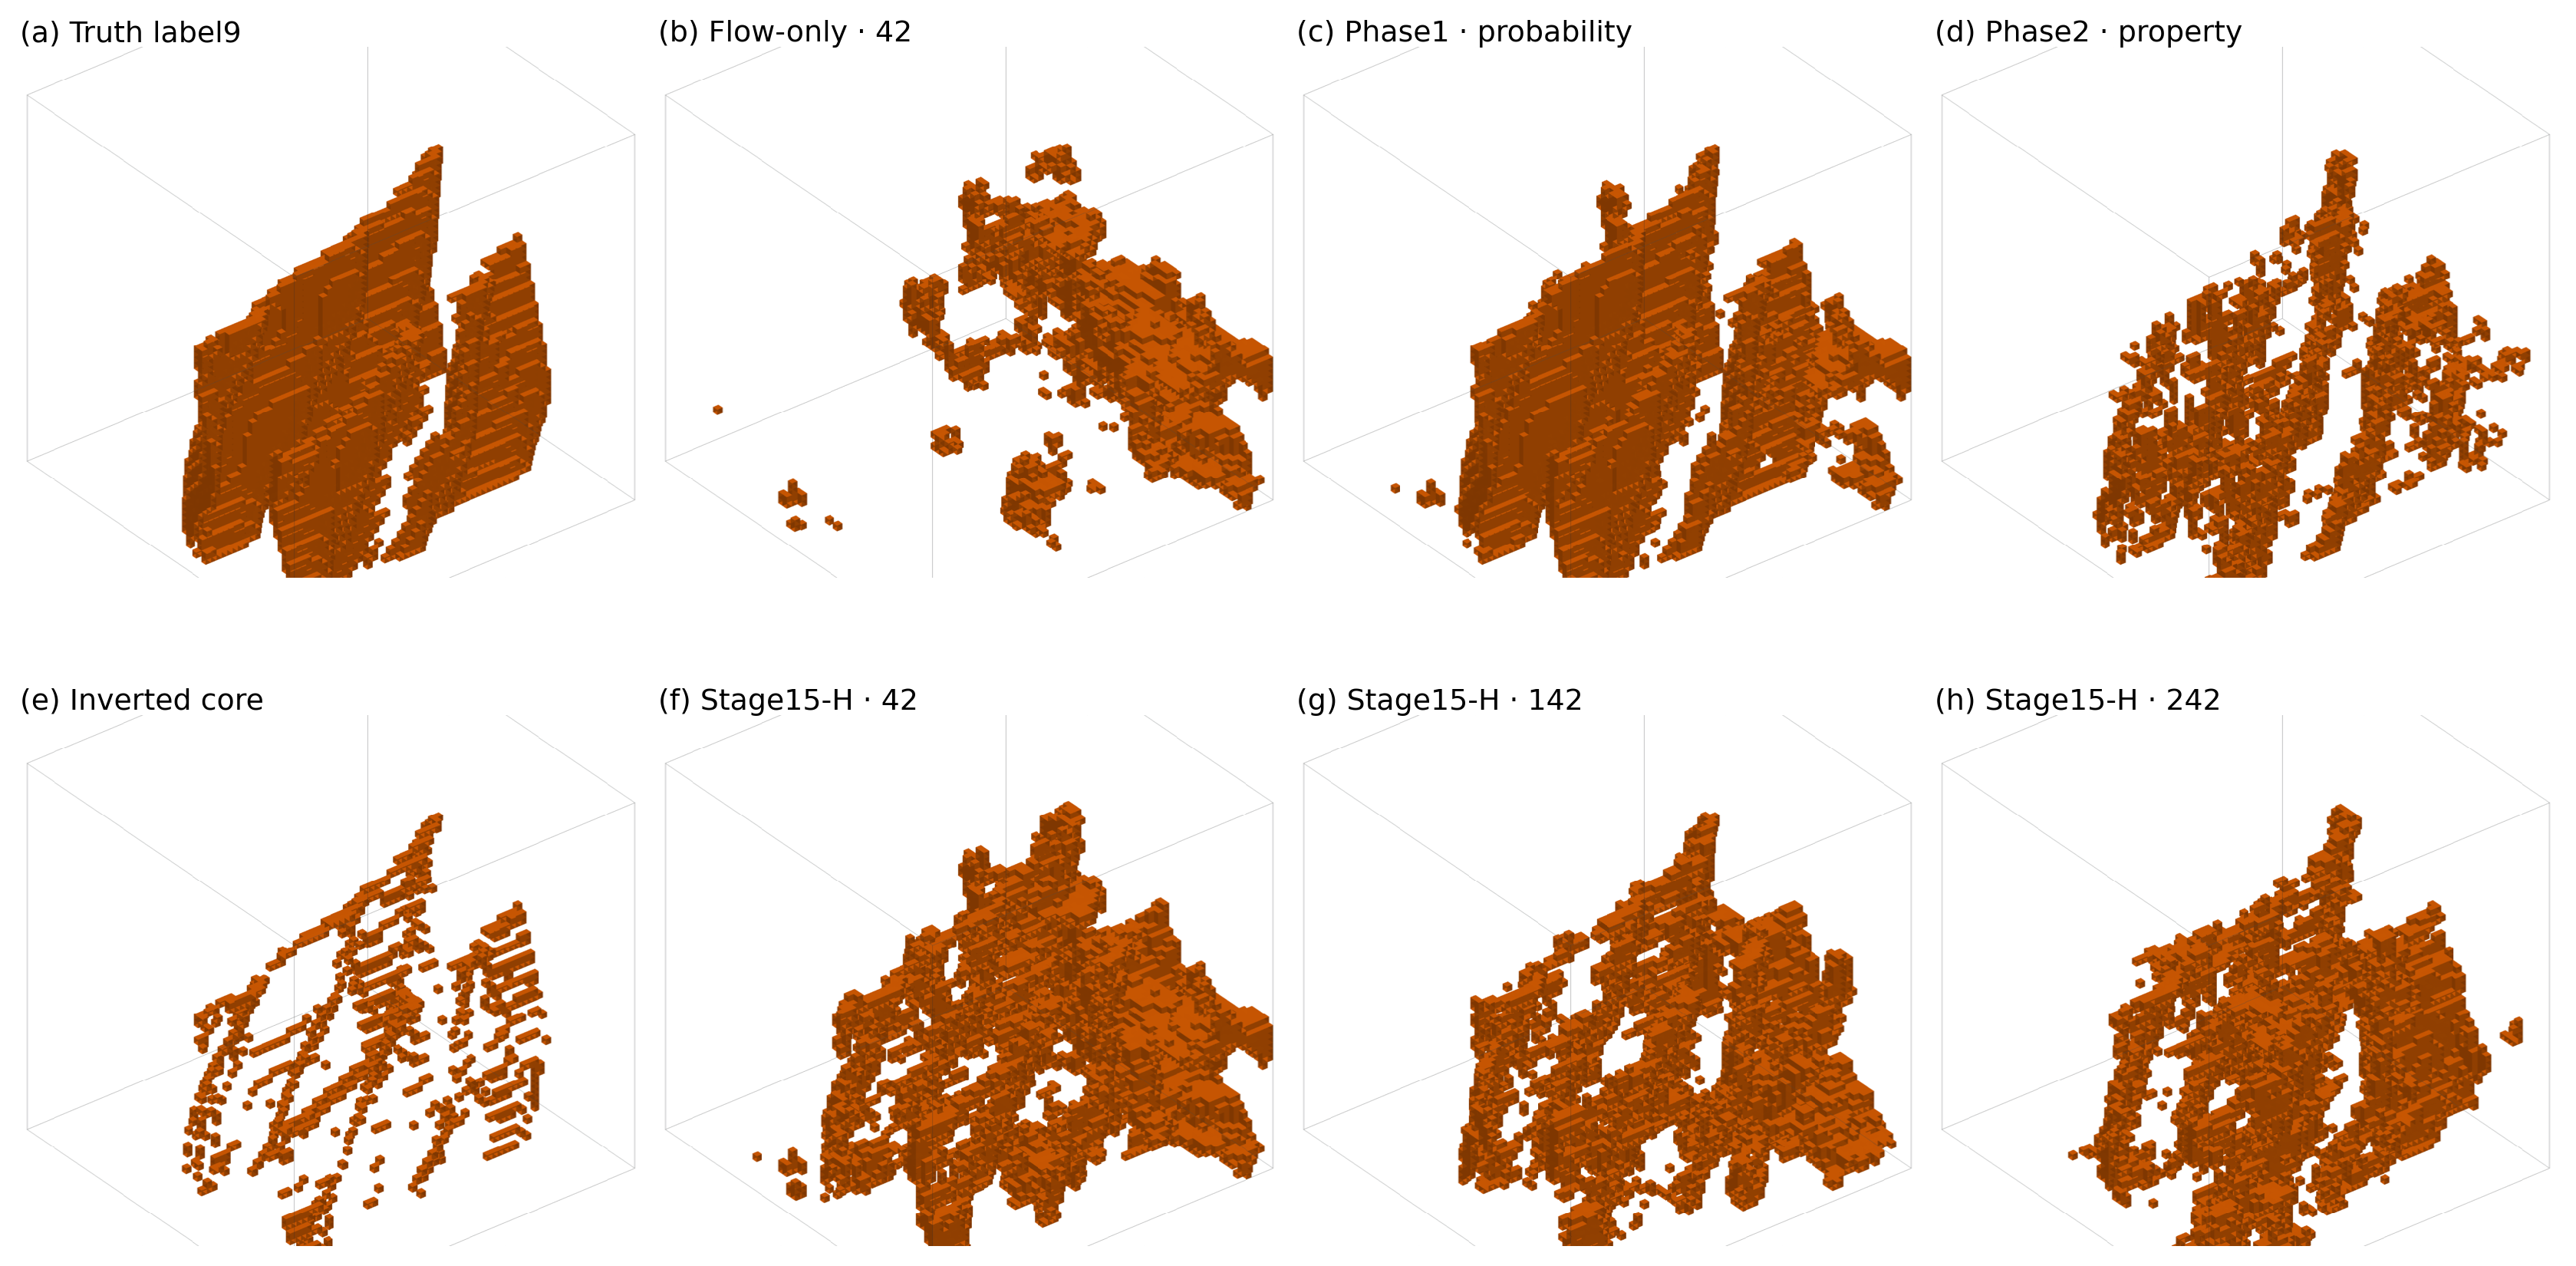 (a) Truth label9
(b) Flow-only · 42
(c) Phase1 · probability
(d) Phase2 · property
(e) Inverted core
(f) Stage15-H · 42
(g) Stage15-H · 142
(h) Stage15-H · 242